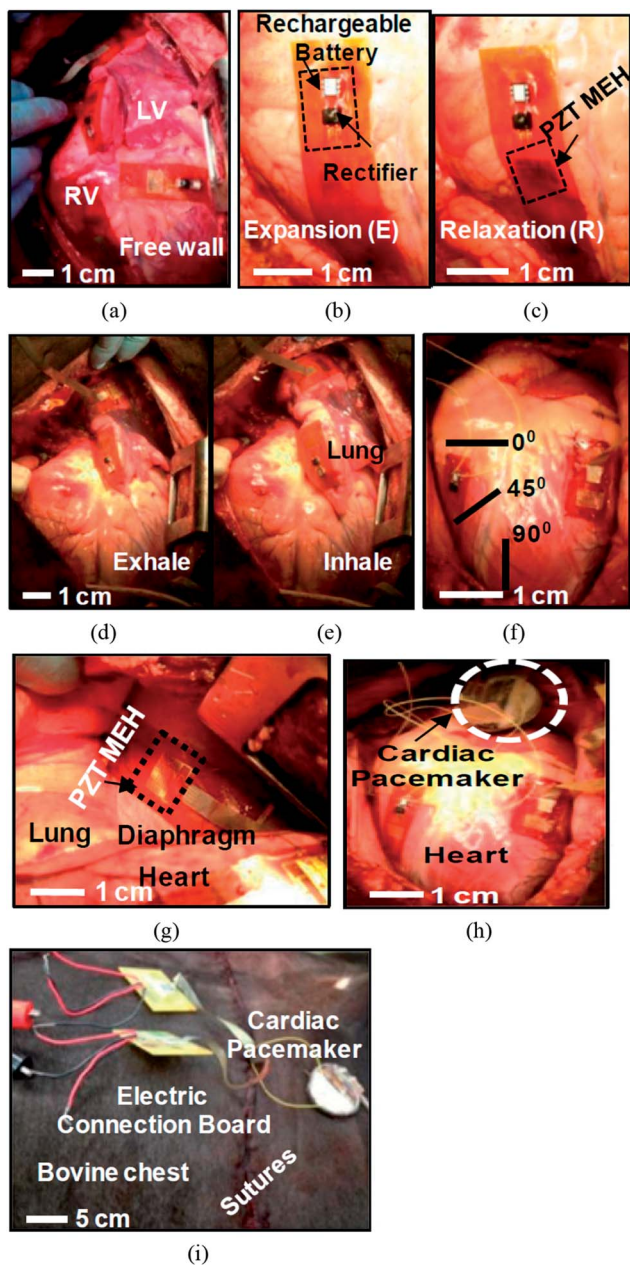 LV
RV
Free wall
1 cm
(a)
Rechargeable
Battery
Rectifier
Expansion (E)
1 cm
(b)
PZT MEH
Relaxation (R)
1 cm
(c)
Exhale
1 cm
(d)
Lung
Inhale
(e)
0⁰
45⁰
90⁰
1 cm
(f)
PZT MEH
Lung
Diaphragm
Heart
1 cm
(g)
Cardiac
Pacemaker
Heart
1 cm
(h)
Cardiac
Pacemaker
Electric
Connection Board
Bovine chest
Sutures
5 cm
(i)